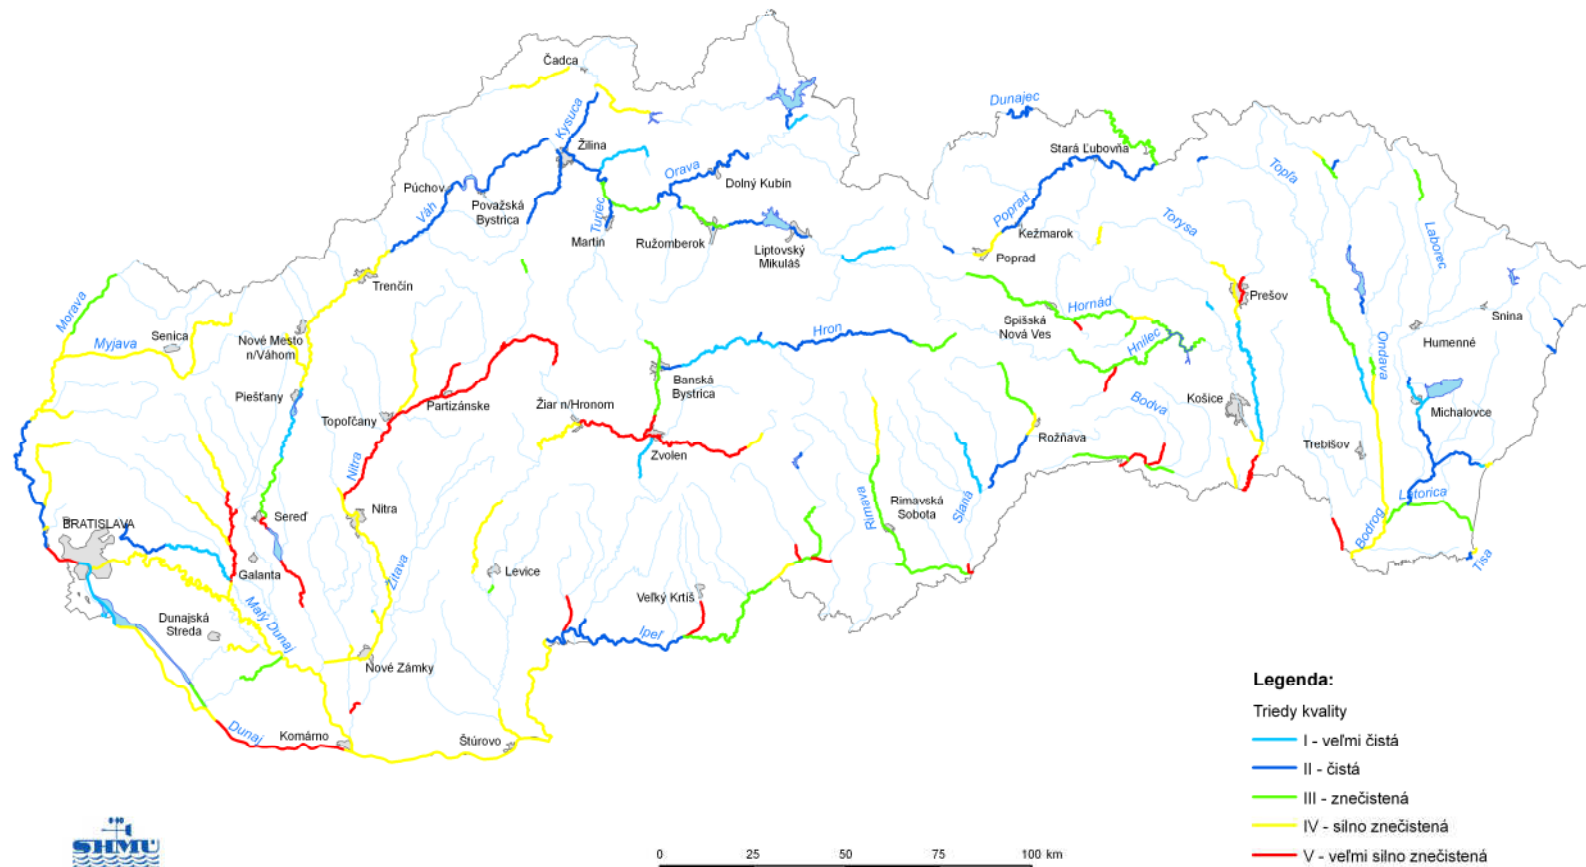 Čadca
Dunajec
Kysuca
Žilina
Stará Ľubovňa
Topľa
Orava
Dolný Kubín
Púchov
Váh
Považská
Bystrica
Turiec
Martin
Ružomberok
Liptovský
Mikuláš
Poprad
Kežmarok
Poprad
Torysa
Laborec
Trenčín
Morava
Prešov
Hornád
Spišská
Nová Ves
Snina
Senica
Myjava
Nové Mesto
n/Váhom
Hron
Hnilec
Ondava
Humenné
Banská
Bystrica
Piešťany
Partizánske
Žiar n/Hronom
Topoľčany
Košice
Bodva
Michalovce
Rožňava
Zvolen
Trebišov
Nitra
Rimava
Rimavská
Sobota
Slaná
Latorica
Sereď
Nitra
BRATISLAVA
Bodrog
Tisa
Galanta
Žitava
Levice
Veľký Krtíš
Malý Dunaj
Dunajská
Streda
Ipeľ
Nové Zámky
Dunaj
Komárno
Štúrovo
Legenda:
Triedy kvality
I - veľmi čistá
II - čistá
III - znečistená
IV - silno znečistená
V - veľmi silno znečistená
SHMÚ
0 25 50 75 100 km